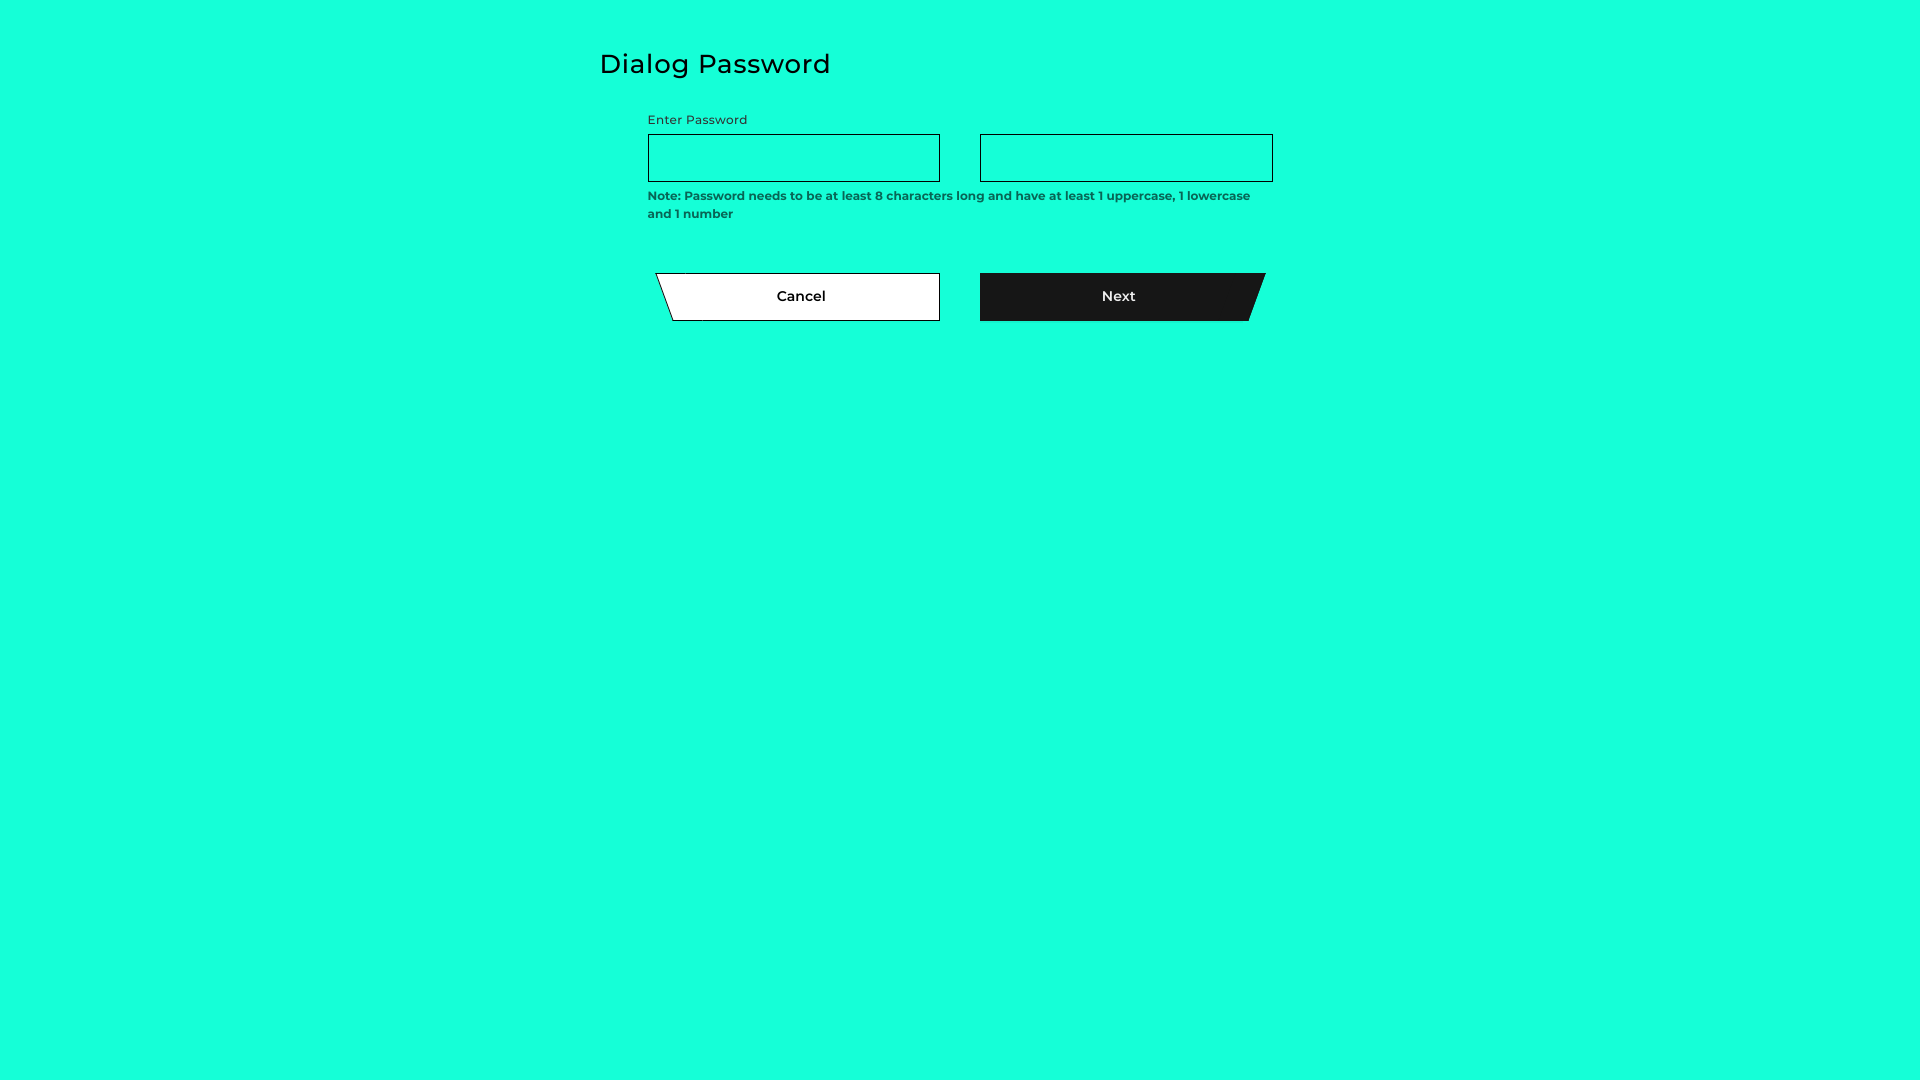 Dialog Password
Enter Password
Note: Password needs to be at least 8 characters long and have at least 1 uppercase, 1 lowercase
and 1 number
Cancel
Next